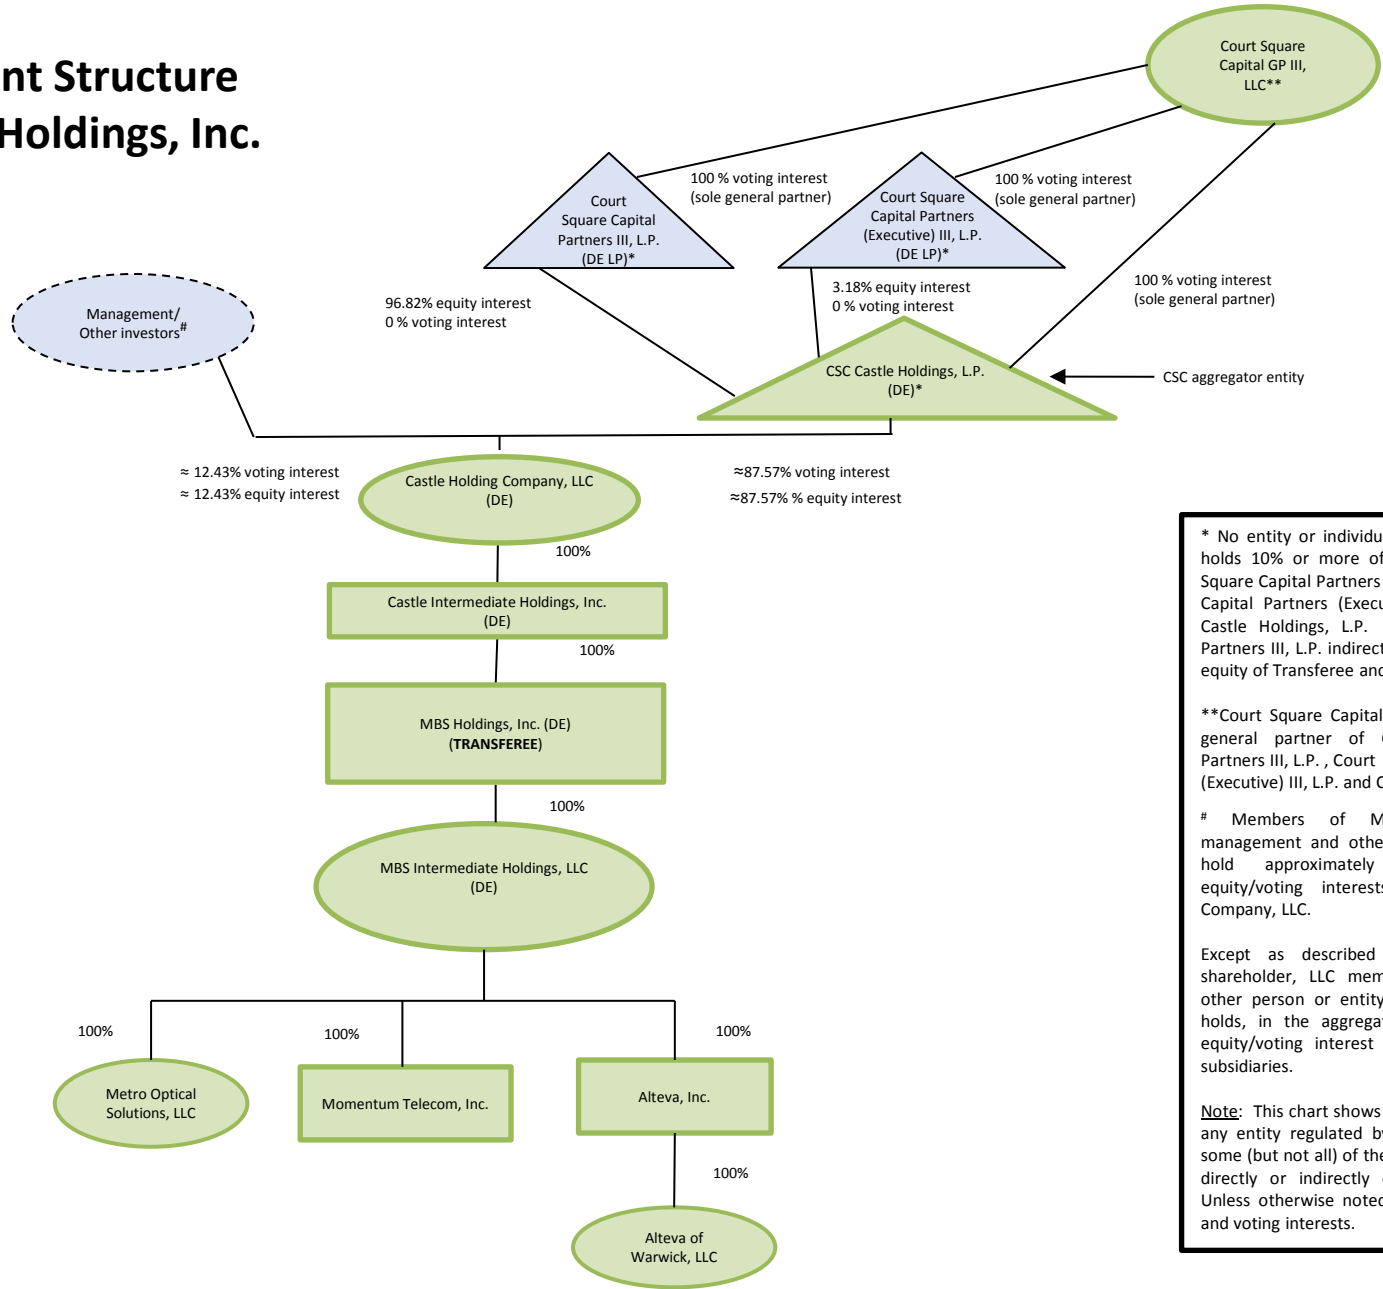 nt Structure
Holdings, Inc.
Court Square
Capital GP III,
LLC**
100 % voting interest
(sole general partner)
100 % voting interest
(sole general partner)
Court
Square Capital
Partners III, L.P.
(DE LP)*
Court Square
Capital Partners
(Executive) III, L.P.
(DE LP)*
100 % voting interest
(sole general partner)
96.82% equity interest
0 % voting interest
3.18% equity interest
0 % voting interest
Management/
Other investors#
CSC Castle Holdings, L.P.
(DE)*
CSC aggregator entity
≈ 12.43% voting interest
≈ 12.43% equity interest
Castle Holding Company, LLC
(DE)
≈87.57% voting interest
≈87.57% % equity interest
100%
Castle Intermediate Holdings, Inc.
(DE)
100%
MBS Holdings, Inc. (DE)
(TRANSFEREE)
100%
MBS Intermediate Holdings, LLC
(DE)
100%
100%
100%
Metro Optical
Solutions, LLC
Momentum Telecom, Inc.
Alteva, Inc.
100%
Alteva of
Warwick, LLC
* No entity or individu
holds 10% or more of
Square Capital Partners
Capital Partners (Execu
Castle Holdings, L.P.
Partners III, L.P. indirect
equity of Transferee and
**Court Square Capital
general partner of
Partners III, L.P. , Court
(Executive) III, L.P. and C
# Members of M
management and othe
hold approximately
equity/voting interests
Company, LLC.
Except as described
shareholder, LLC mem
other person or entity
holds, in the aggrega
equity/voting interest
subsidiaries.
Note: This chart shows
any entity regulated by
some (but not all) of the
directly or indirectly
Unless otherwise noted
and voting interests.